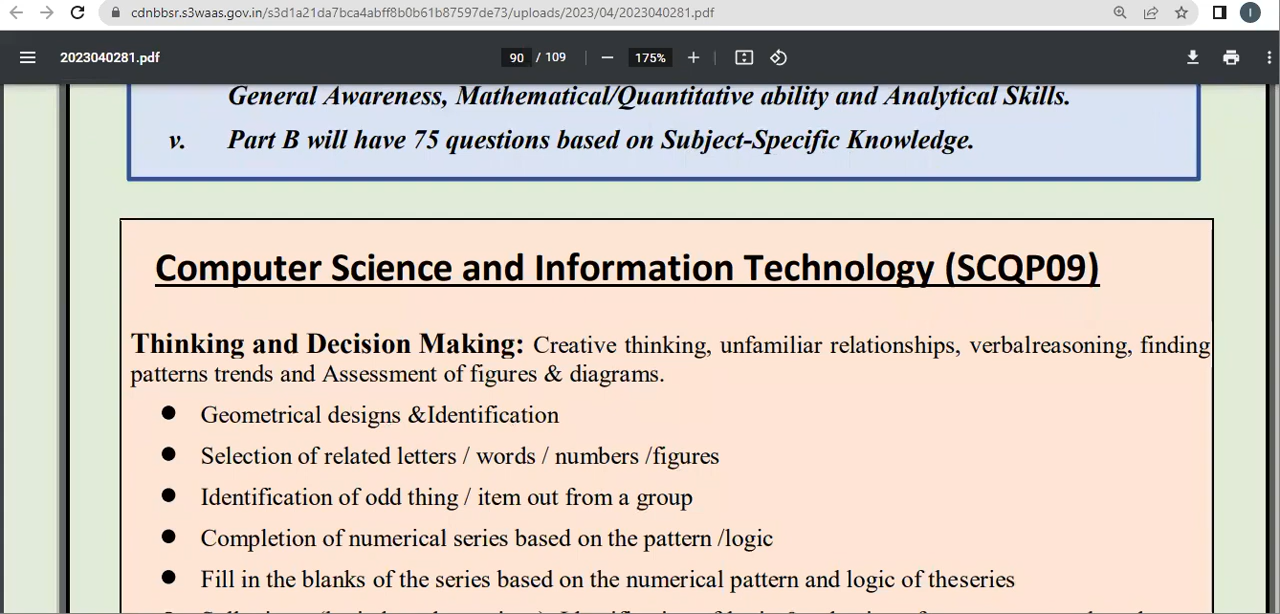 cdnbbsr.s3waas.gov.in/s3d1a21da7bca4abff8b0b61b87597de73/uploads/2023/04/2023040281.pdf
I
2023040281.pdf
90 / 109
175%
General Awareness, Mathematical/Quantitative ability and Analytical Skills.
v. Part B will have 75 questions based on Subject-Specific Knowledge.
Computer Science and Information Technology (SCQP09)
Thinking and Decision Making: Creative thinking, unfamiliar relationships, verbalreasoning, finding
patterns trends and Assessment of figures & diagrams.
● Geometrical designs &Identification
● Selection of related letters / words / numbers /figures
● Identification of odd thing / item out from a group
● Completion of numerical series based on the pattern /logic
● Fill in the blanks of the series based on the numerical pattern and logic of theseries